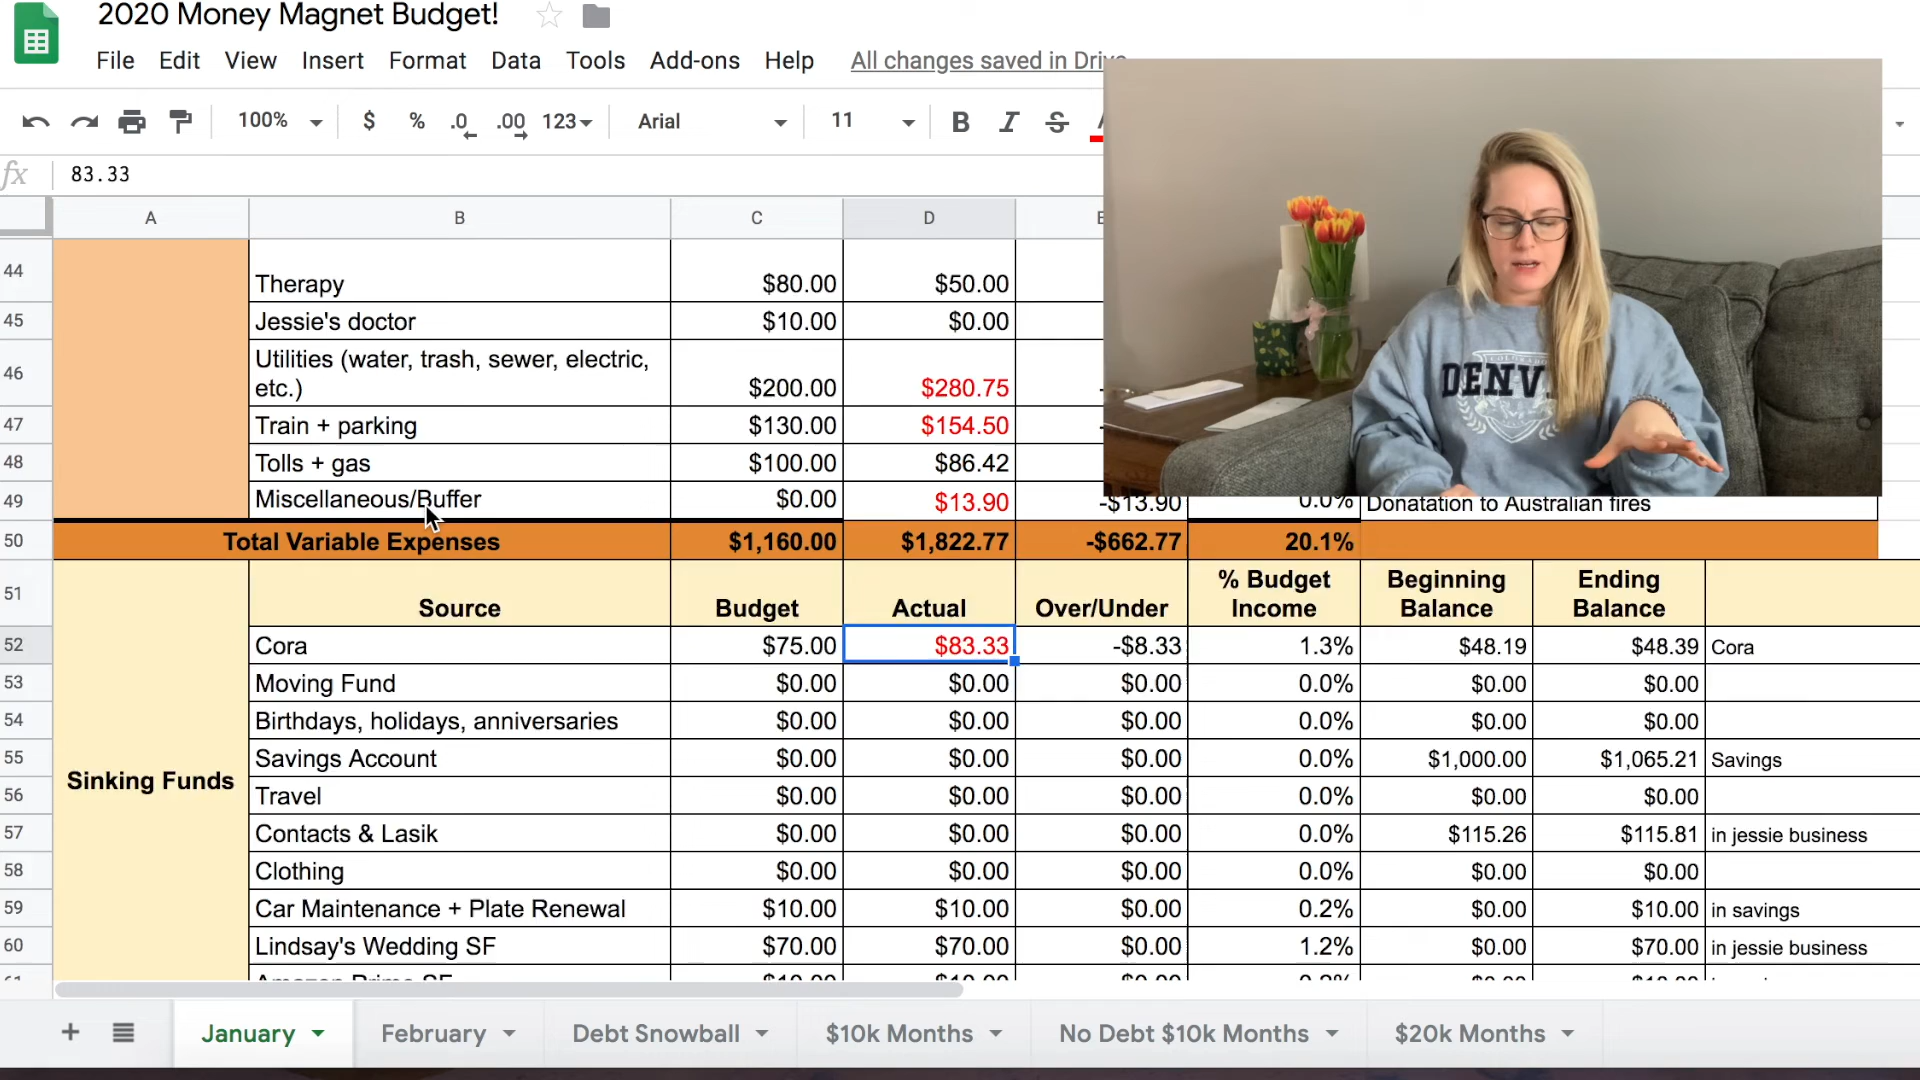 2020 Money Magnet Budget!
File Edit View Insert Format Data Tools Add-ons Help All changes saved in Drive
100% $ % .0 .00 123 Arial 11 B I S
fx 83.33
A B C D E
44 Therapy $80.00 $50.00
45 Jessie's doctor $10.00 $0.00
46 Utilities (water, trash, sewer, electric,
etc.) $200.00 $280.75
47 Train + parking $130.00 $154.50
48 Tolls + gas $100.00 $86.42
49 Miscellaneous/Buffer $0.00 $13.90 -$13.90 0.0% Donatation to Australian fires
50 Total Variable Expenses $1,160.00 $1,822.77 -$662.77 20.1%
51 Source Budget Actual Over/Under % Budget Income Beginning Balance Ending Balance
52 Cora $75.00 $83.33 -$8.33 1.3% $48.19 $48.39 Cora
53 Moving Fund $0.00 $0.00 $0.00 0.0% $0.00 $0.00
54 Birthdays, holidays, anniversaries $0.00 $0.00 $0.00 0.0% $0.00 $0.00
55 Savings Account $0.00 $0.00 $0.00 0.0% $1,000.00 $1,065.21 Savings
Sinking Funds
56 Travel $0.00 $0.00 $0.00 0.0% $0.00 $0.00
57 Contacts & Lasik $0.00 $0.00 $0.00 0.0% $115.26 $115.81 in jessie business
58 Clothing $0.00 $0.00 $0.00 0.0% $0.00 $0.00
59 Car Maintenance + Plate Renewal $10.00 $10.00 $0.00 0.2% $0.00 $10.00 in savings
60 Lindsay's Wedding SF $70.00 $70.00 $0.00 1.2% $0.00 $70.00 in jessie business
January February Debt Snowball $10k Months No Debt $10k Months $20k Months
DENV